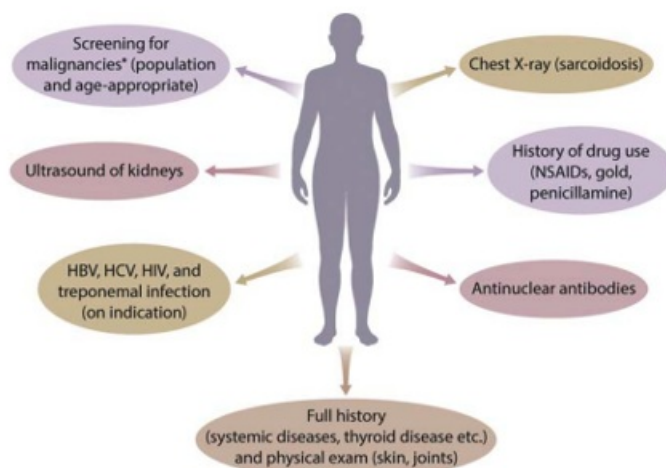 Screening for
malignancies* (population
and age-appropriate)
Chest X-ray (sarcoidosis)
Ultrasound of kidneys
History of drug use
(NSAIDs, gold,
penicillamine)
HBV, HCV, HIV, and
treponemal infection
(on indication)
Antinuclear antibodies
Full history
(systemic diseases, thyroid disease etc.)
and physical exam (skin, joints)